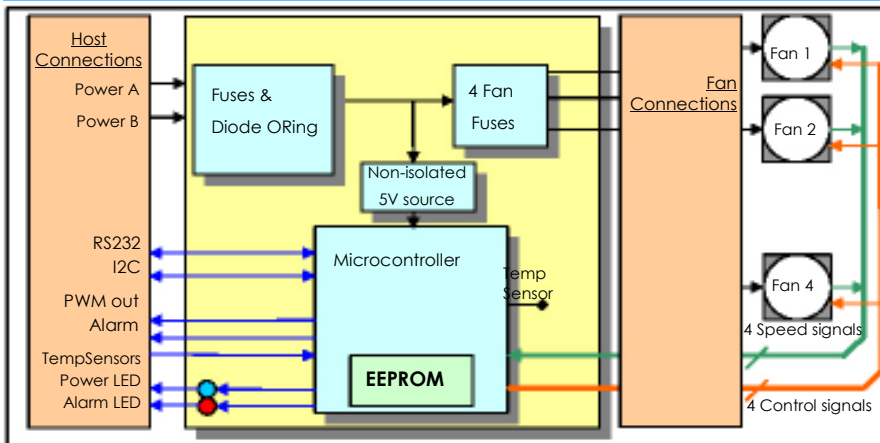 Host
Connections
Power A
Power B
RS232
I2C
PWM out
Alarm
TempSensors
Power LED
Alarm LED
Fuses &
Diode ORing
4 Fan
Fuses
Non-isolated
5V source
Microcontroller
EEPROM
Temp
Sensor
Fan
Connections
Fan 1
Fan 2
Fan 4
4 Speed signals
4 Control signals